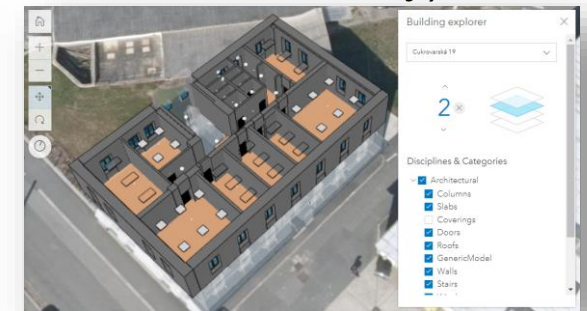 Building explorer
Cukrovarská 19
2
Disciplines & Categories
Architectural
Columns
Slabs
Coverings
Doors
Roofs
GenericModel
Walls
Stairs